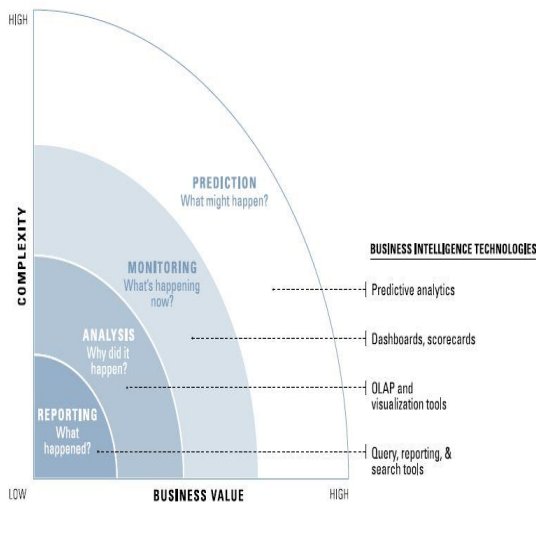 HIGH
PREDICTION
What might happen?
COMPLEXITY
BUSINESS INTELLIGENCE TECHNOLOGIES
MONITORING
What's happening
now?
Predictive analytics
ANALYSIS
Why did it
happen?
Dashboards, scorecards
OLAP and
visualization tools
REPORTING
What
happened?
Query, reporting, &
search tools
LOW
BUSINESS VALUE
HIGH